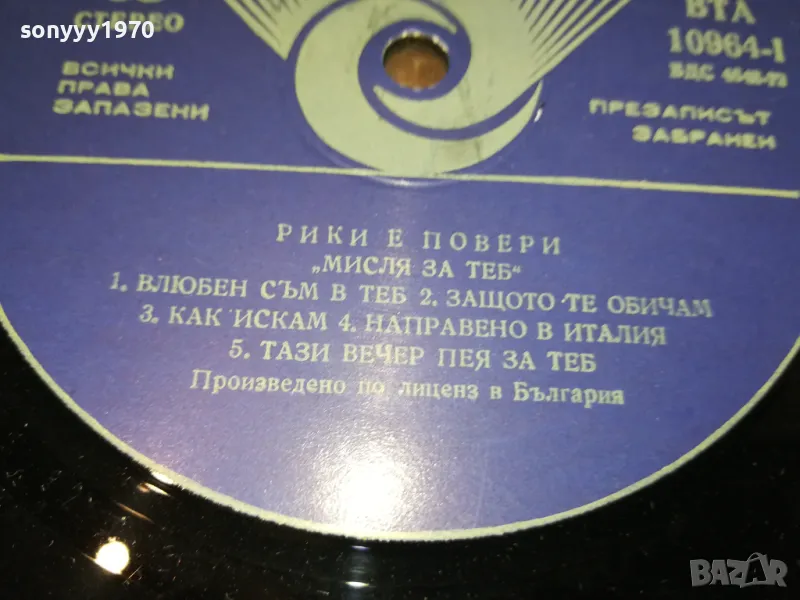 sonyyy1970
СТЕРЕО
ВСИЧКИ
ПРАВА
ЗАПАЗЕНИ
ВТА
10964-1
БДС
ПРЕЗАПИСЪТ
ЗАБРАНЕН
РИКИ Е ПОВЕРИ
„МИСЛЯ ЗА ТЕБ“
1. ВЛЮБЕН СЪМ В ТЕБ 2. ЗАЩОТО ТЕ ОБИЧАМ
3. КАК ИСКАМ 4. НАПРАВЕНО В ИТАЛИЯ
5. ТАЗИ ВЕЧЕР ПЕЯ ЗА ТЕБ
Произведено по лиценз в България
BAZAR